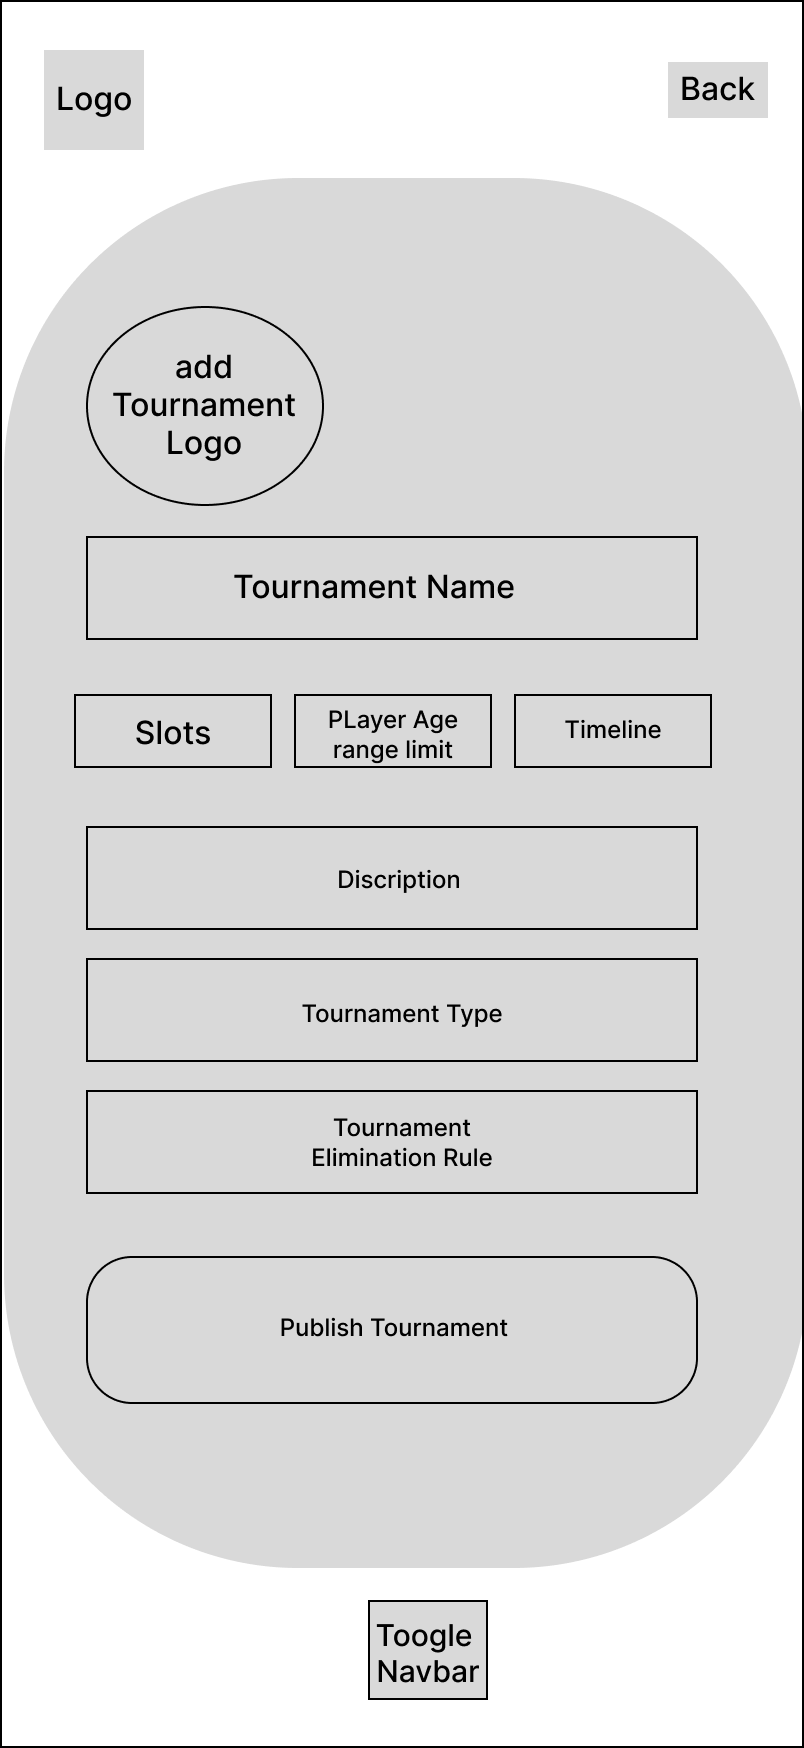 Logo
Back
add
Tournament
Logo
Tournament Name
Slots
PLayer Age
range limit
Timeline
Discription
Tournament Type
Tournament
Elimination Rule
Publish Tournament
Toogle
Navbar